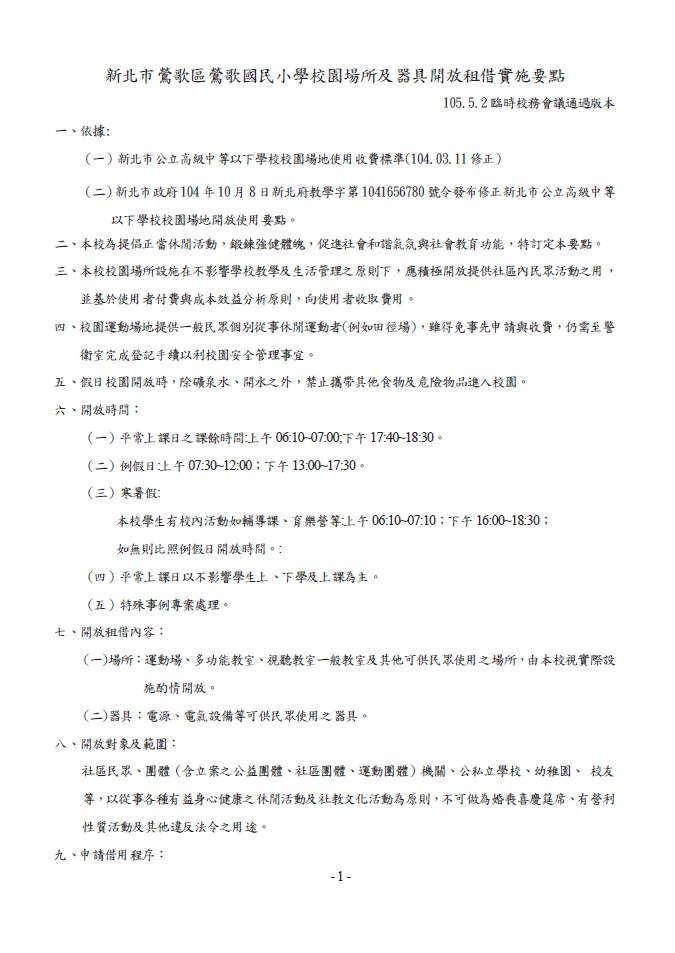 新北市鶯歌區鶯歌國民小學校園場所及器具開放租借實施要點
105.5.2 臨時校務會議通過版本
一、依據:
（一）新北市公立高級中等以下學校校園場地使用收費標準(104.03.11 修正)
（二)新北市政府 104 年 10 月 8 日新北府教學字第 1041656780 號令發布修正新北市公立高級中等
以下學校校園場地開放使用要點。
二、本校為提倡正當休閒活動，鍛鍊強健體魄，促進社會和諧氣氛與社會教育功能，特訂定本要點。
三、本校校園場所設施在不影響學校教學及生活管理之原則下，應積極開放提供社區內民眾活動之用，
並基於使用者付費與成本效益分析原則，向使用者收取費用。
四、校園運動場地提供一般民眾個別從事休閒運動者(例如田徑場)，雖得免事先申請與收費，仍需至警
衛室完成登記手續以利校園安全管理事宜。
五、假日校園開放時，除礦泉水、開水之外，禁止攜帶其他食物及危險物品進入校園。
六、開放時間：
（一）平常上課日之課餘時間:上午 06:10~07:00;下午 17:40~18:30。
（二）例假日:上午 07:30~12:00；下午 13:00~17:30。
（三）寒暑假:
本校學生有校內活動如輔導課、育樂營等:上午 06:10~07:10；下午 16:00~18:30；
如無則比照例假日開放時間。:
（四）平常上課日以不影響學生上、下學及上課為主。
（五）特殊事例專案處理。
七、開放租借內容：
（一)場所：運動場、多功能教室、視聽教室一般教室及其他可供民眾使用之場所，由本校視實際設
施酌情開放。
（二)器具：電源、電氣設備等可供民眾使用之器具。
八、開放對象及範圍：
社區民眾、團體（含立案之公益團體、社區團體、運動團體）機關、公私立學校、幼稚園、 校友
等，以從事各種有益身心健康之休閒活動及社教文化活動為原則，不可做為婚喪喜慶筵席、有營利
性質活動及其他違反法令之用途。
九、申請借用程序：
- 1 -